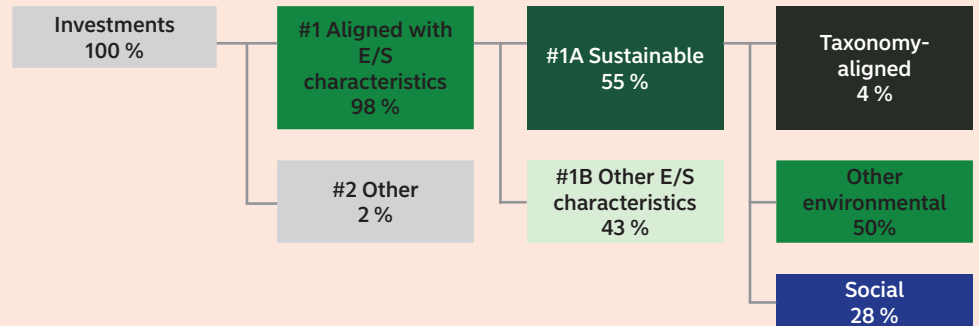 Investments
100 %
#1 Aligned with
E/S
characteristics
98 %
#1A Sustainable
55 %
Taxonomy-
aligned
4 %
#2 Other
2 %
#1B Other E/S
characteristics
43 %
Other
environmental
50%
Social
28 %